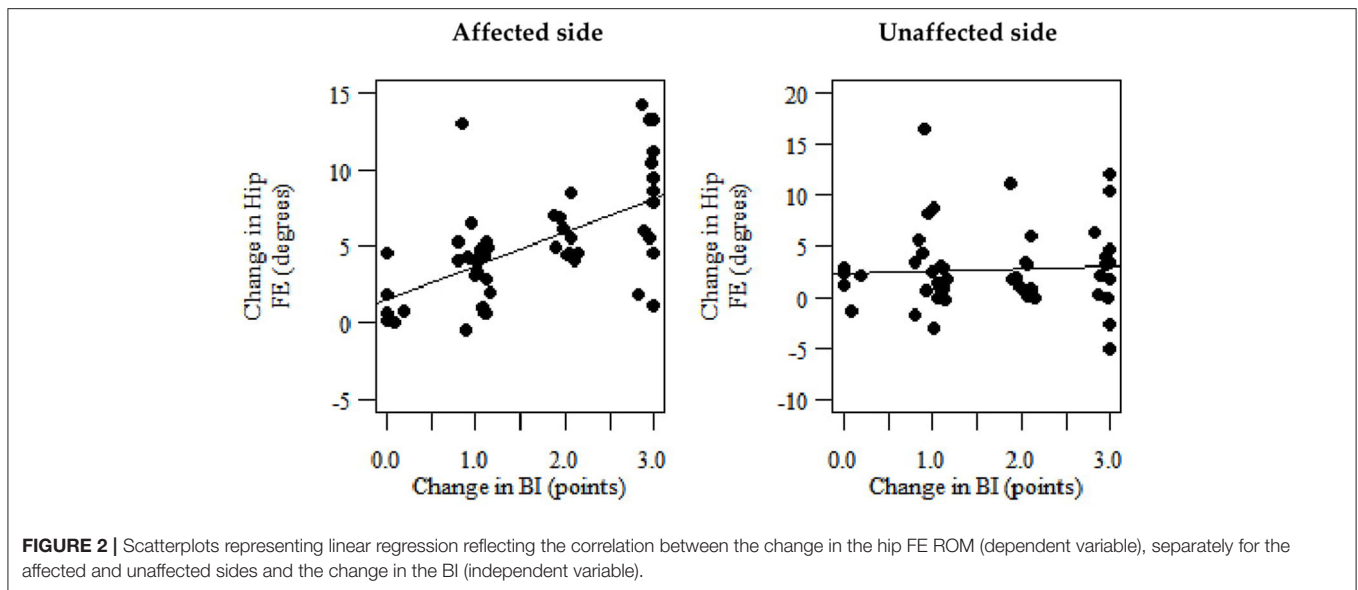 Affected side
Change in Hip
FE (degrees)
15
10
5
0
-5
0.0 1.0 2.0 3.0
Change in BI (points)
Unaffected side
Change in Hip
FE (degrees)
20
15
10
5
0
-5
-10
0.0 1.0 2.0 3.0
Change in BI (points)
FIGURE 2 | Scatterplots representing linear regression reflecting the correlation between the change in the hip FE ROM (dependent variable), separately for the
affected and unaffected sides and the change in the BI (independent variable).